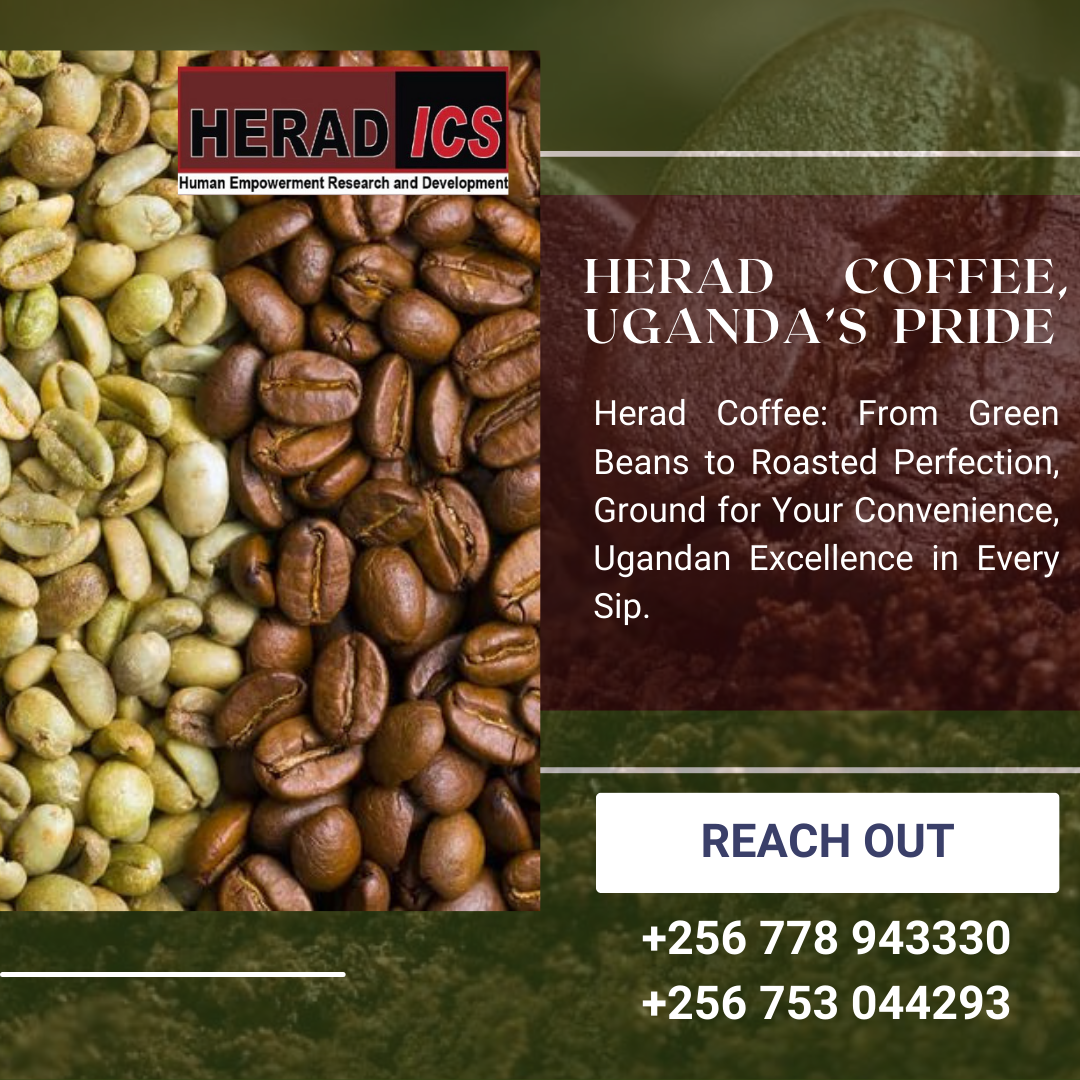 HERAD ICS
Human Empowerment Research and Development
HERAD COFFEE,
UGANDA'S PRIDE
Herad Coffee: From Green
Beans to Roasted Perfection,
Ground for Your Convenience,
Ugandan Excellence in Every
Sip.
REACH OUT
+256 778 943330
+256 753 044293